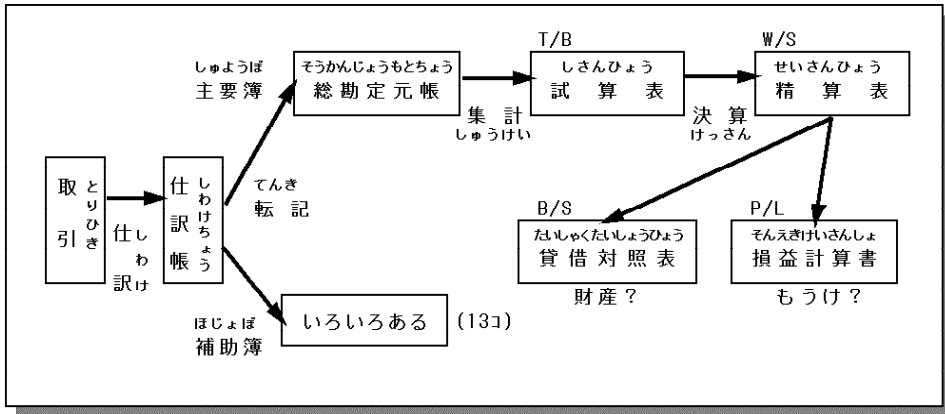 T/B
W/S
しゅようぼ
主要簿
そうかんじょうもとちょう
総勘定元帳
集計
しゅうけい
しさんひょう
試算表
決算
けっさん
せいさんひょう
精算表
とりひき
取引
しわけ
仕訳
しわけちょう
仕訳帳
てんき
転記
B/S
たいしゃくたいしょうひょう
貸借対照表
財産？
P/L
そんえきけいさんしょ
損益計算書
もうけ？
ほじょぼ
補助簿
いろいろある
(13コ)